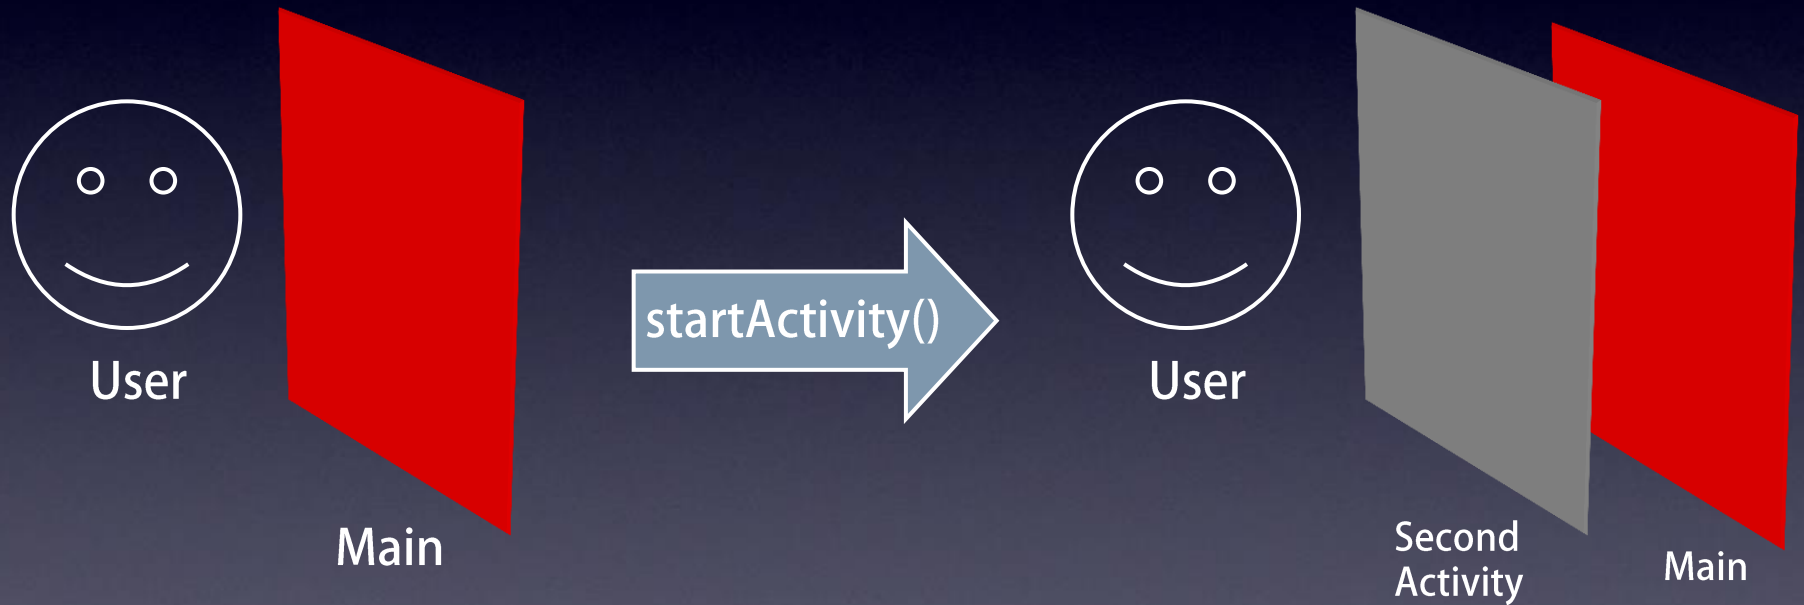 User
Main
startActivity()
User
Second
Activity
Main